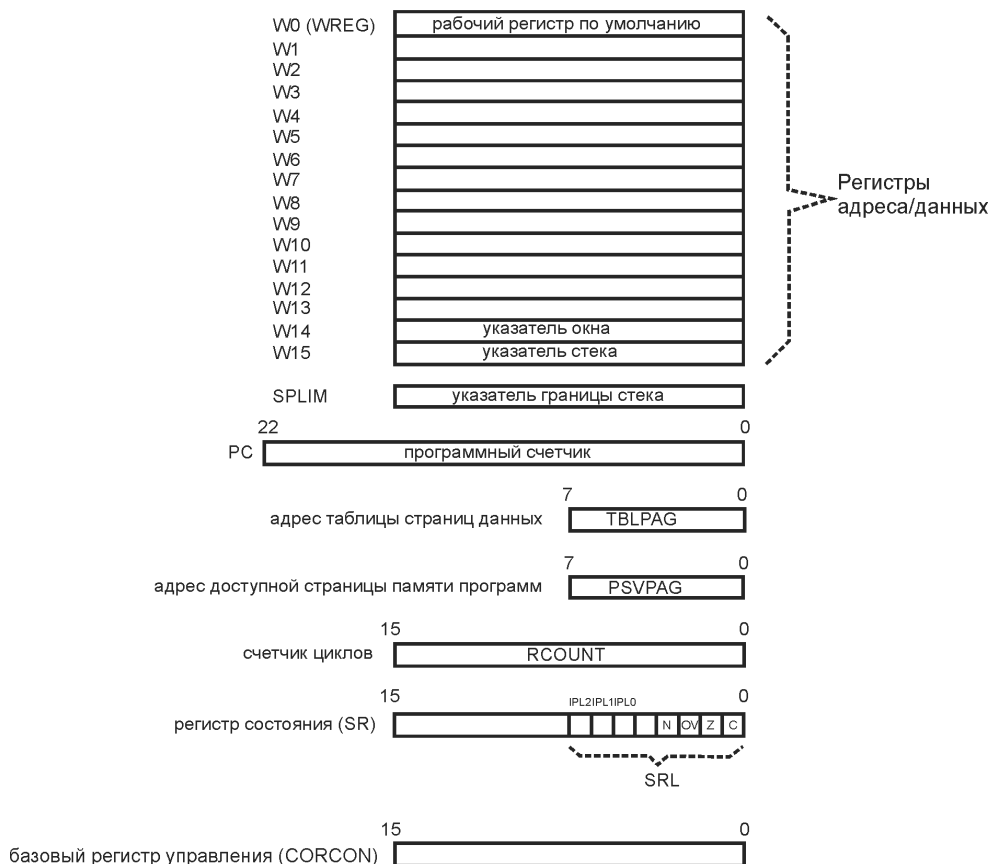 W0 (WREG) рабочий регистр по умолчанию
W1
W2
W3
W4
W5
W6
W7
W8
W9
W10
W11
W12
W13
W14 указатель окна
W15 указатель стека
Регистры
адреса/данных
SPLIM указатель границы стека
22 0
PC программный счетчик
7 0
адрес таблицы страниц данных TBLPAG
7 0
адрес доступной страницы памяти программ PSVPAG
15 0
счетчик циклов RCOUNT
15 IPL2 IPL1 IPL0 0
регистр состояния (SR) N OV Z C
SRL
15 0
базовый регистр управления (CORCON)